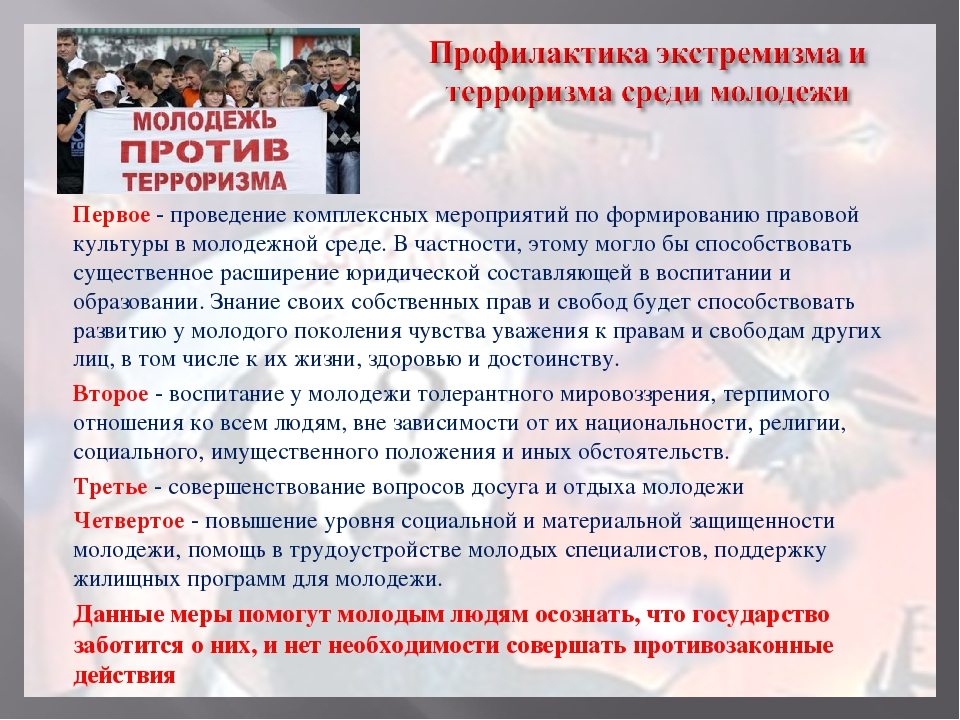 МОЛОДЕЖЬ
ПРОТИВ
ТЕРРОРИЗМА
Профилактика экстремизма и
терроризма среди молодежи
Первое - проведение комплексных мероприятий по формированию правовой
культуры в молодежной среде. В частности, этому могло бы способствовать
существенное расширение юридической составляющей в воспитании и
образовании. Знание своих собственных прав и свобод будет способствовать
развитию у молодого поколения чувства уважения к правам и свободам других
лиц, в том числе к их жизни, здоровью и достоинству.
Второе - воспитание у молодежи толерантного мировоззрения, терпимого
отношения ко всем людям, вне зависимости от их национальности, религии,
социального, имущественного положения и иных обстоятельств.
Третье - совершенствование вопросов досуга и отдыха молодежи
Четвертое - повышение уровня социальной и материальной защищенности
молодежи, помощь в трудоустройстве молодых специалистов, поддержку
жилищных программ для молодежи.
Данные меры помогут молодым людям осознать, что государство
заботится о них, и нет необходимости совершать противозаконные
действия